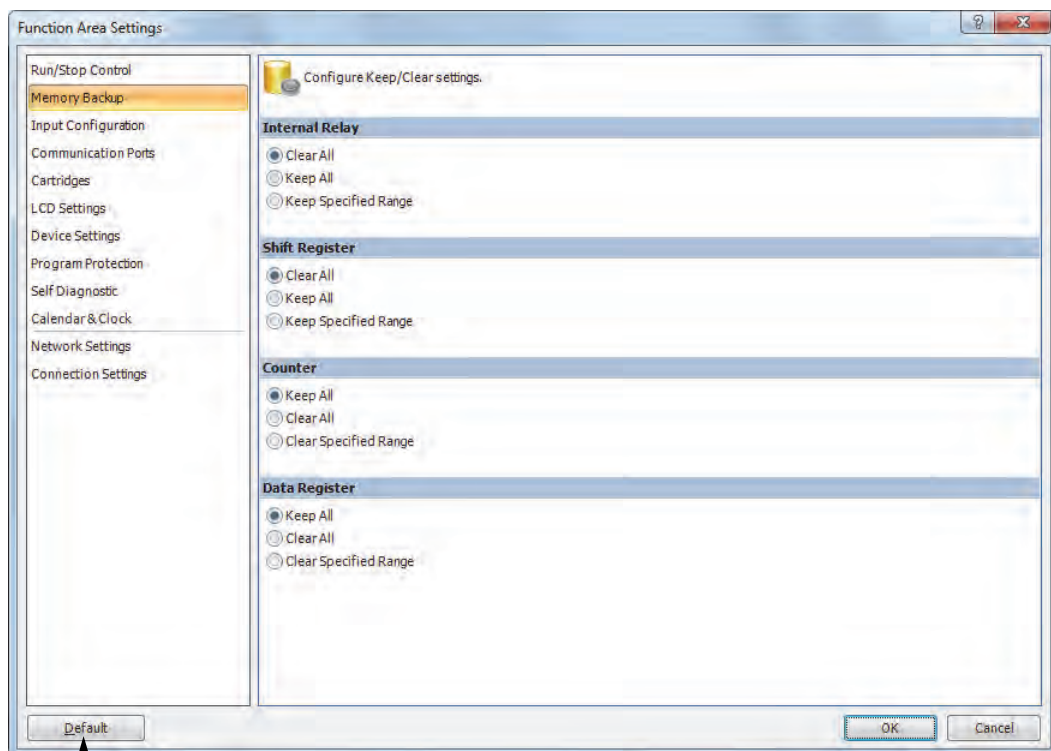 Function Area Settings
Run/Stop Control
Memory Backup
Input Configuration
Communication Ports
Cartridges
LCD Settings
Device Settings
Program Protection
Self Diagnostic
Calendar & Clock
Network Settings
Connection Settings
Configure Keep/Clear settings.
Internal Relay
Clear All
Keep All
Keep Specified Range
Shift Register
Clear All
Keep All
Keep Specified Range
Counter
Keep All
Clear All
Clear Specified Range
Data Register
Keep All
Clear All
Clear Specified Range
Default
OK
Cancel